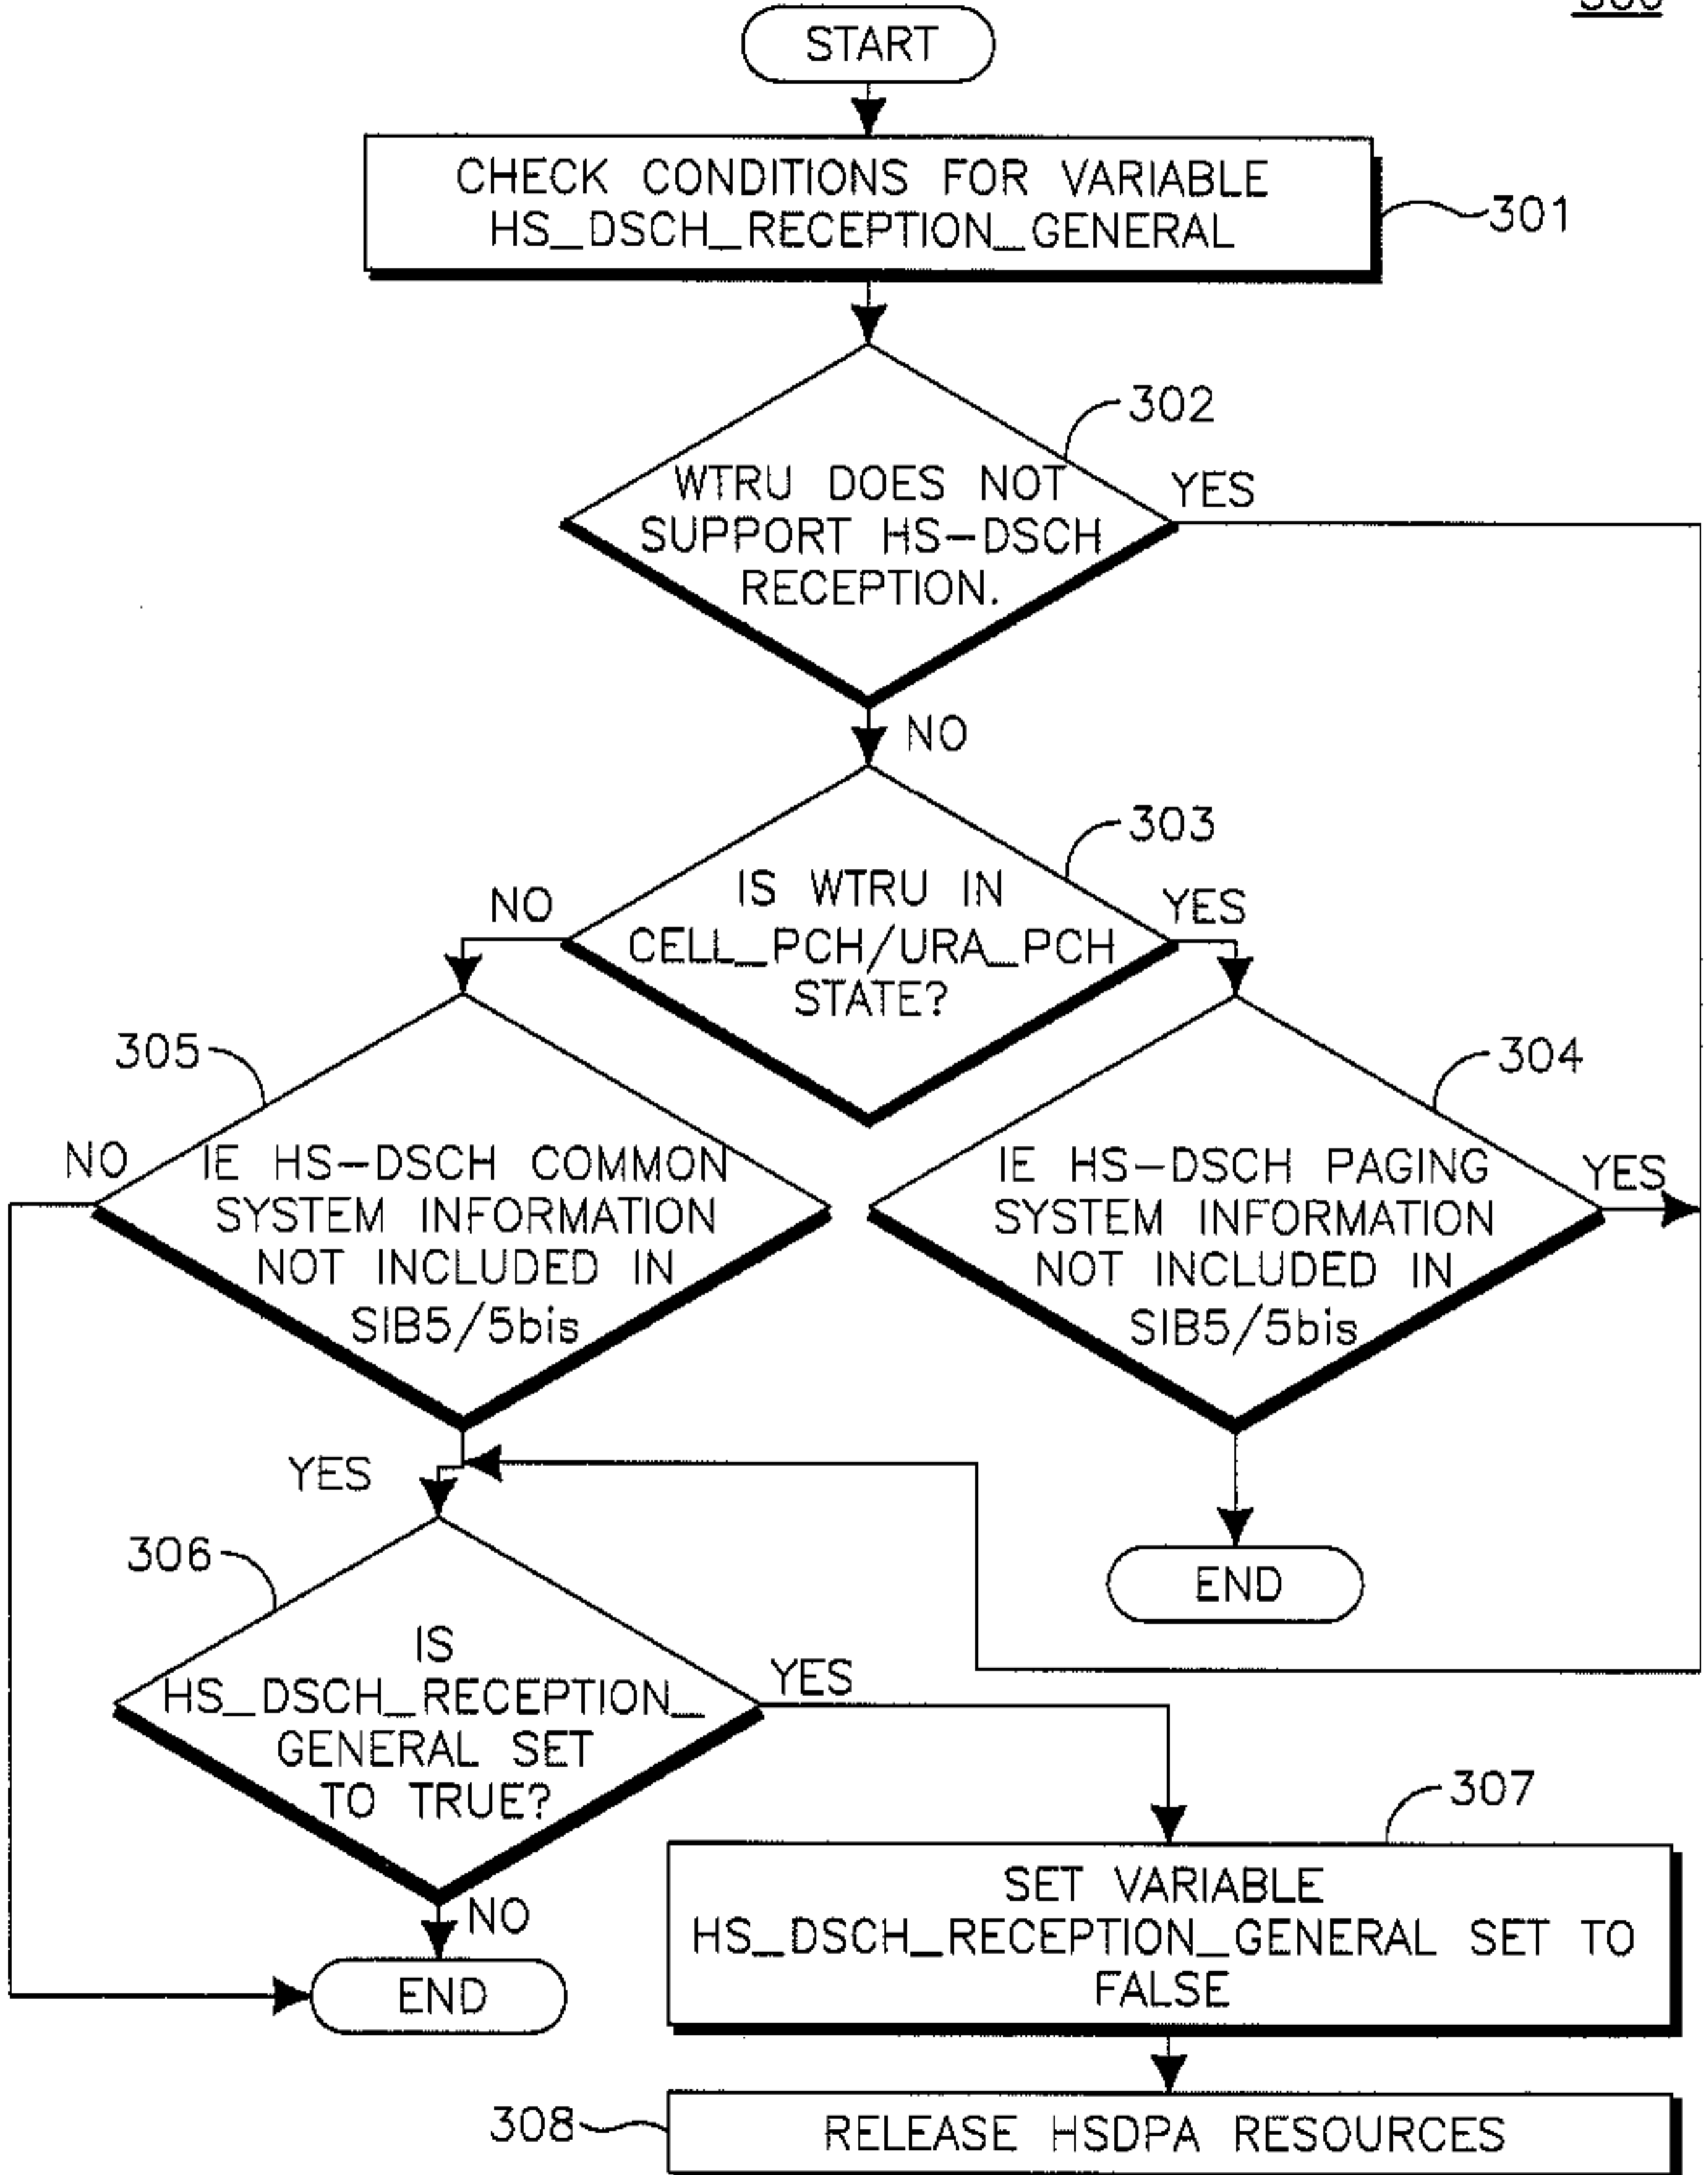 START
CHECK CONDITIONS FOR VARIABLE
HS_DSCH_RECEPTION_GENERAL
301
302
WTRU DOES NOT
SUPPORT HS-DSCH
RECEPTION.
YES
NO
303
IS WTRU IN
CELL_PCH/URA_PCH
STATE?
NO
YES
305
304
NO
IE HS-DSCH COMMON
SYSTEM INFORMATION
NOT INCLUDED IN
SIB5/5bis
IE HS-DSCH PAGING
SYSTEM INFORMATION
NOT INCLUDED IN
SIB5/5bis
YES
YES
END
306
IS
HS_DSCH_RECEPTION_
GENERAL SET
TO TRUE?
YES
NO
END
307
SET VARIABLE
HS_DSCH_RECEPTION_GENERAL SET TO
FALSE
308
RELEASE HSDPA RESOURCES